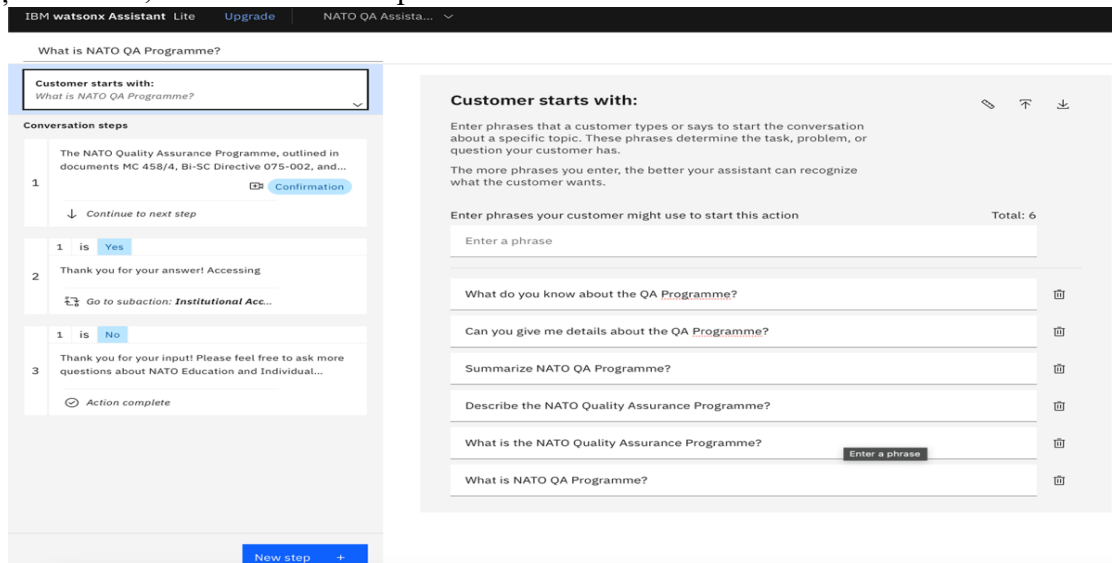 IBM watsonx Assistant Lite Upgrade NATO QA Assista...
What is NATO QA Programme?
Customer starts with:
What is NATO QA Programme?
Conversation steps
1
The NATO Quality Assurance Programme, outlined in
documents MC 458/4, Bi-SC Directive 075-002, and...
Confirmation
Continue to next step
1 is Yes
2
Thank you for your answer! Accessing
Go to subaction: Institutional Acc...
1 is No
3
Thank you for your input! Please feel free to ask more
questions about NATO Education and Individual...
Action complete
New step +
Customer starts with:
Enter phrases that a customer types or says to start the conversation
about a specific topic. These phrases determine the task, problem, or
question your customer has.
The more phrases you enter, the better your assistant can recognize
what the customer wants.
Enter phrases your customer might use to start this action Total: 6
Enter a phrase
What do you know about the QA Programme?
Can you give me details about the QA Programme?
Summarize NATO QA Programme?
Describe the NATO Quality Assurance Programme?
What is the NATO Quality Assurance Programme?
Enter a phrase
What is NATO QA Programme?